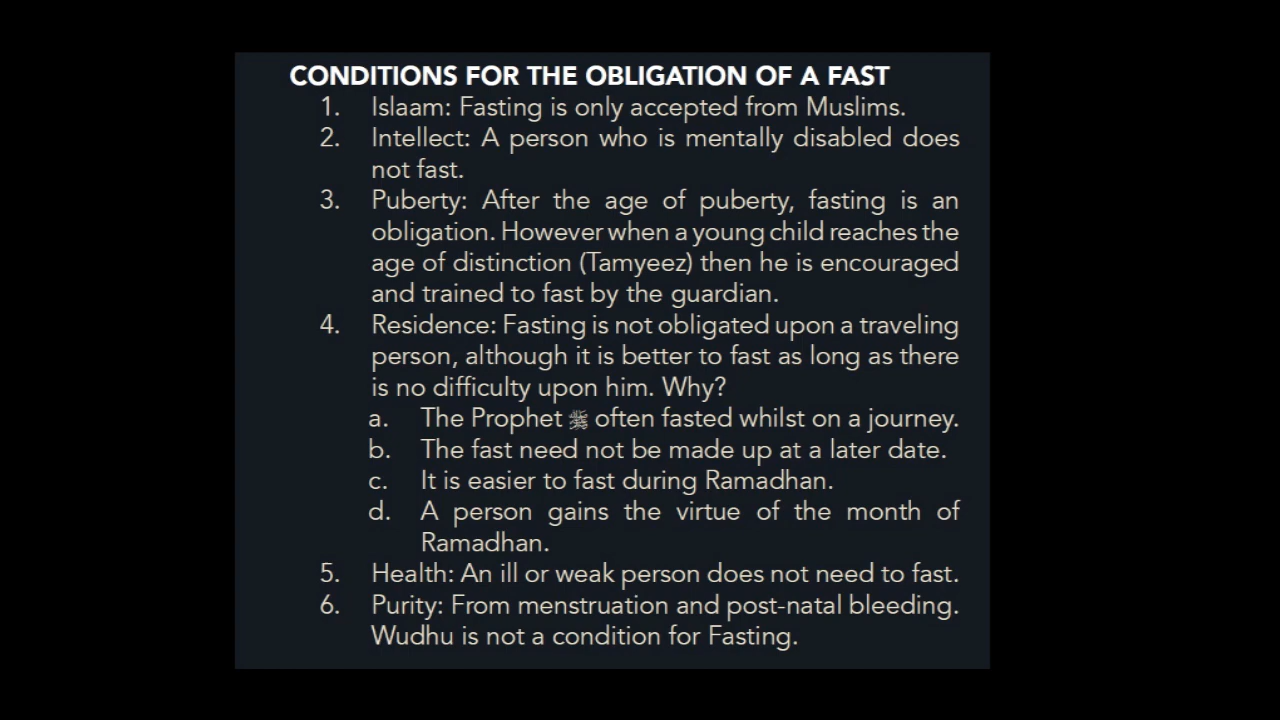 CONDITIONS FOR THE OBLIGATION OF A FAST
1. Islaam: Fasting is only accepted from Muslims.
2. Intellect: A person who is mentally disabled does
not fast.
3. Puberty: After the age of puberty, fasting is an
obligation. However when a young child reaches the
age of distinction (Tamyeez) then he is encouraged
and trained to fast by the guardian.
4. Residence: Fasting is not obligated upon a traveling
person, although it is better to fast as long as there
is no difficulty upon him. Why?
a. The Prophet ﷺ often fasted whilst on a journey.
b. The fast need not be made up at a later date.
c. It is easier to fast during Ramadhan.
d. A person gains the virtue of the month of
Ramadhan.
5. Health: An ill or weak person does not need to fast.
6. Purity: From menstruation and post-natal bleeding.
Wudhu is not a condition for Fasting.